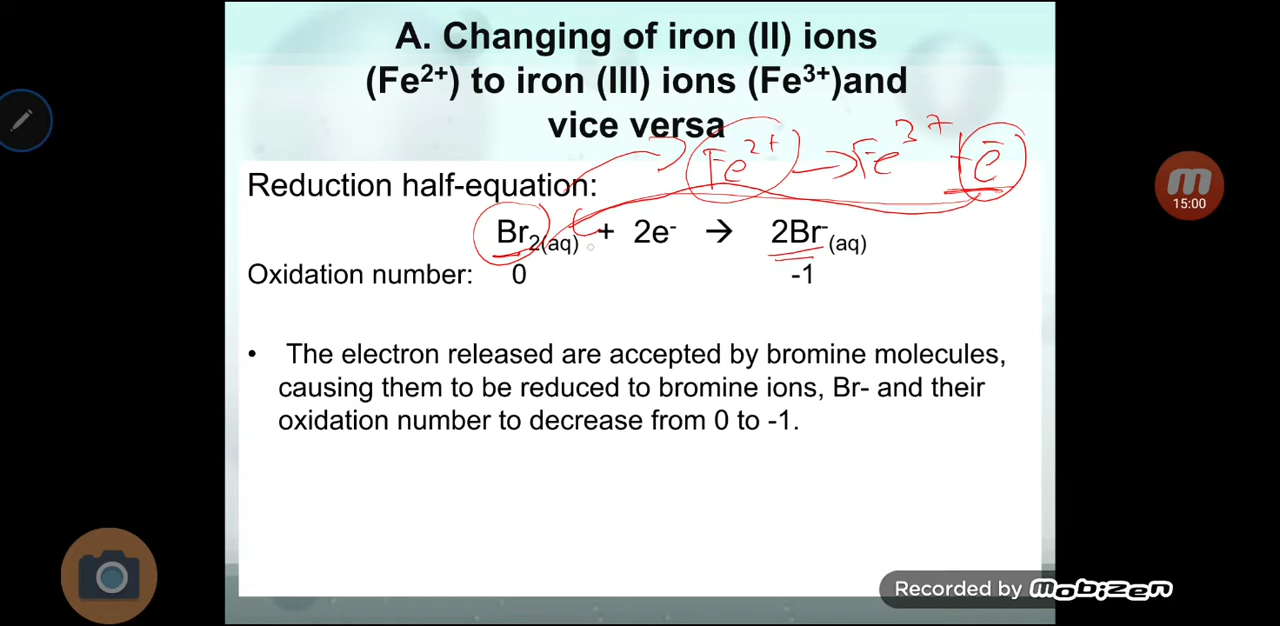 A. Changing of iron (II) ions
(Fe²⁺) to iron (III) ions (Fe³⁺)and
vice versa
Fe²⁺ → Fe³⁺ + e⁻
Reduction half-equation:
Br₂(aq) + 2e⁻ → 2Br⁻(aq)
Oxidation number: 0 -1
• The electron released are accepted by bromine molecules,
causing them to be reduced to bromine ions, Br- and their
oxidation number to decrease from 0 to -1.
15:00
Recorded by mobizen